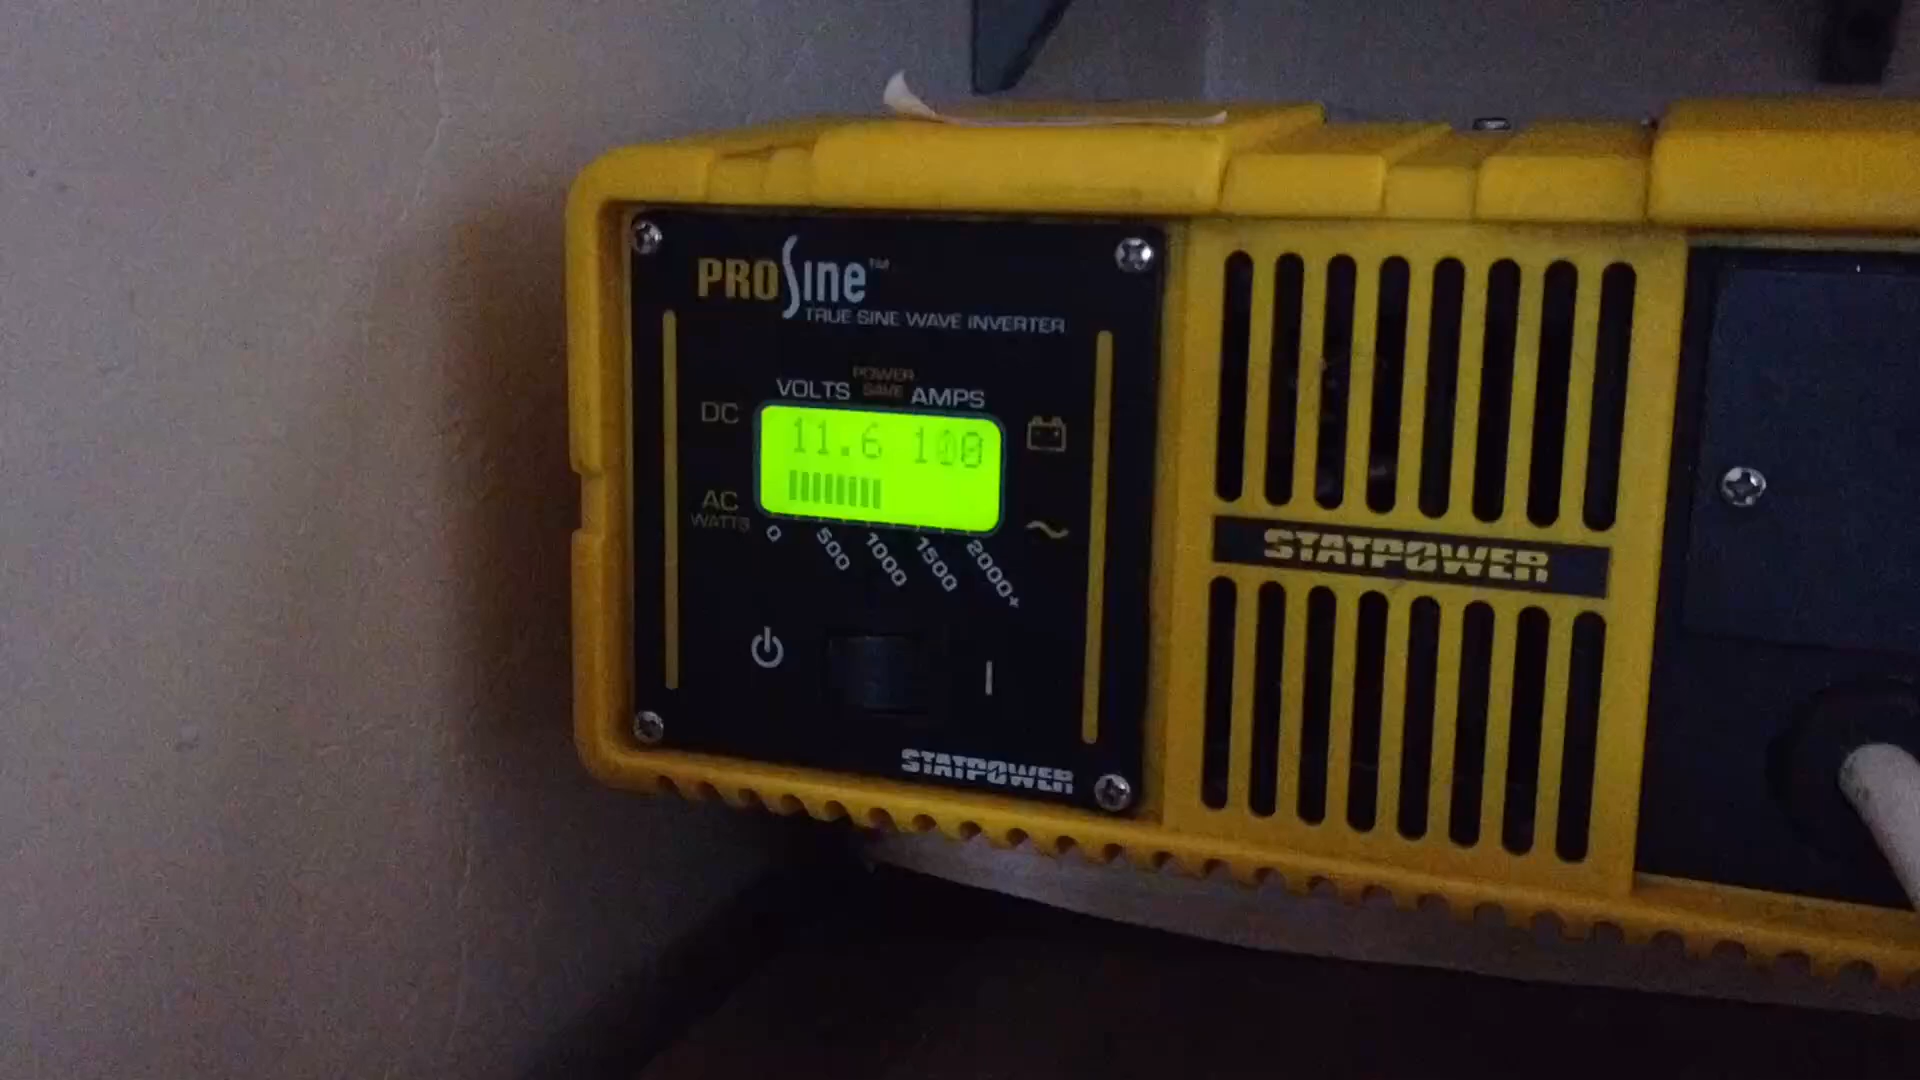 PROSine™
TRUE SINE WAVE INVERTER
POWER
SAVE
VOLTS AMPS
DC
11.6 100
AC
WATTS
0 500 1000 1500 2000+
STATPOWER
STATPOWER